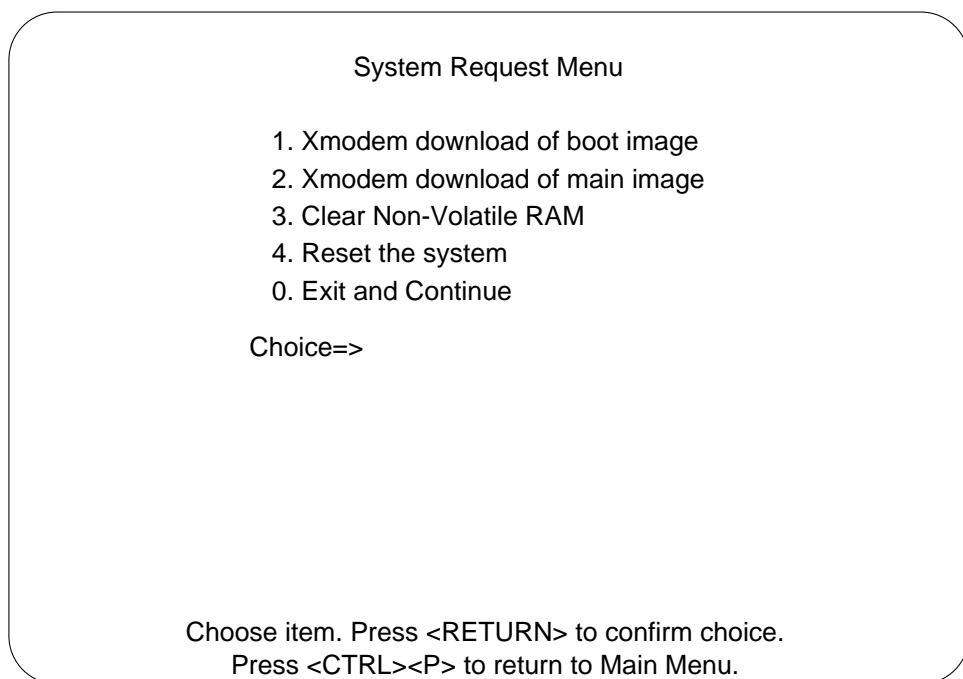 System Request Menu
1. Xmodem download of boot image
2. Xmodem download of main image
3. Clear Non-Volatile RAM
4. Reset the system
0. Exit and Continue
Choice=>
Choose item. Press <RETURN> to confirm choice.
Press <CTRL><P> to return to Main Menu.